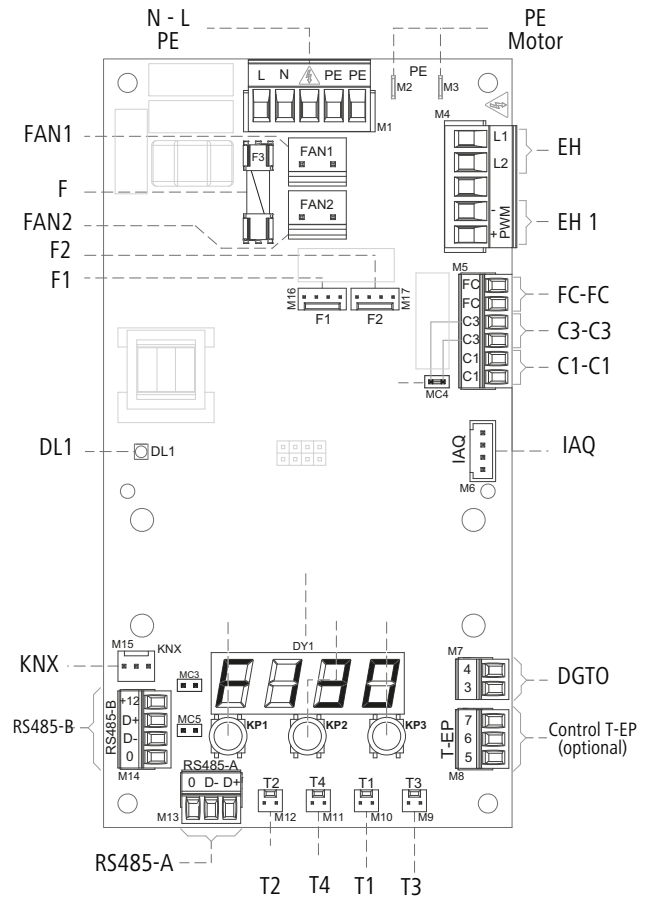 N - L
PE
PE
Motor
L N PE PE
M1
PE
M2
M3
M4
L1
L2
-
+
PWM
EH
EH 1
FAN1
F
FAN2
F2
F1
F3
FAN1
FAN2
M16
F1
F2
M17
M5
FC
FC
C3
C3
C1
C1
FC-FC
C3-C3
C1-C1
MC4
DL1
DL1
IAQ
M6
IAQ
DY1
F130
KP1
KP2
KP3
KNX
M15
KNX
MC3
MC5
RS485-B
RS485-B
+12
D+
D-
0
M14
RS485-A
0 D- D+
M13
RS485-A
M7
4
3
DGTO
T-EP
7
6
5
M8
Control T-EP
(optional)
T2
M12
T4
M11
T1
M10
T3
M9
T2
T4
T1
T3